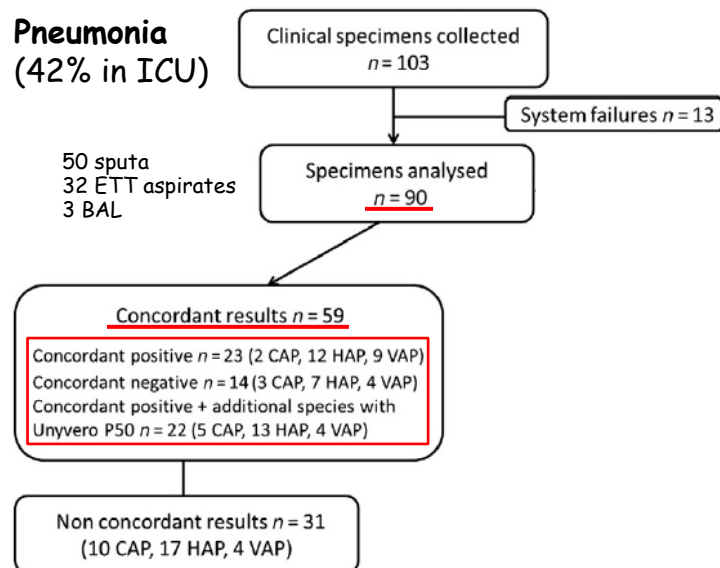 Pneumonia
(42% in ICU)
Clinical specimens collected
n = 103
System failures n = 13
50 sputa
32 ETT aspirates
3 BAL
Specimens analysed
n = 90
Concordant results n = 59
Concordant positive n = 23 (2 CAP, 12 HAP, 9 VAP)
Concordant negative n = 14 (3 CAP, 7 HAP, 4 VAP)
Concordant positive + additional species with
Unyvero P50 n = 22 (5 CAP, 13 HAP, 4 VAP)
Non concordant results n = 31
(10 CAP, 17 HAP, 4 VAP)